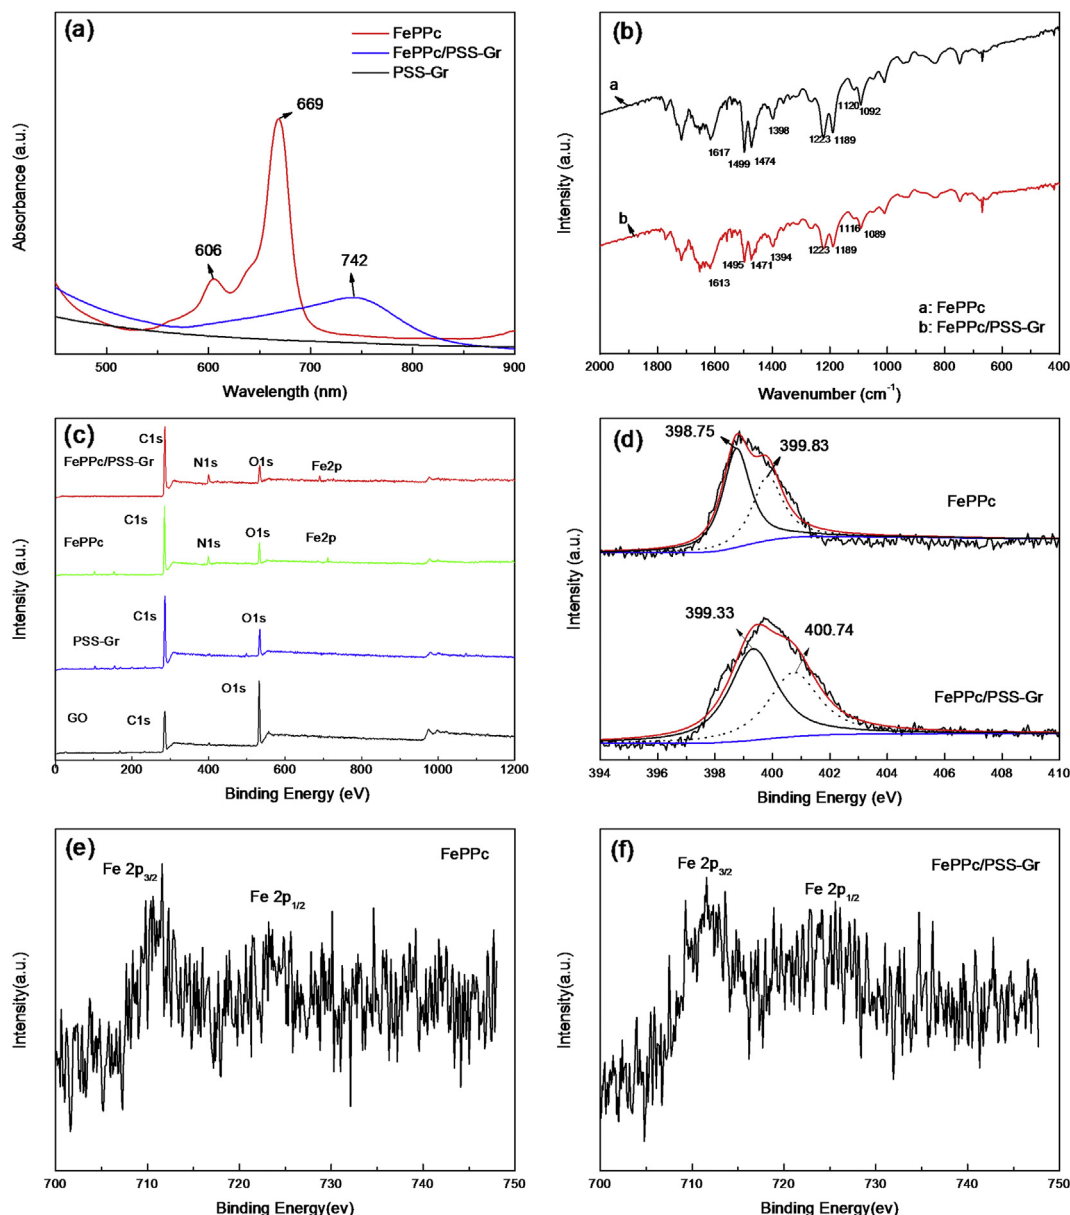 (a)
FePPc
FePPc/PSS-Gr
PSS-Gr
669
606
742
Absorbance (a.u.)
500 600 700 800 900
Wavelength (nm)
(b)
a
1617
1499
1474
1398
1223
1189
1120
1092
b
1613
1495
1471
1394
1223
1189
1116
1089
a: FePPc
b: FePPc/PSS-Gr
Intensity (a.u.)
2000 1800 1600 1400 1200 1000 800 600 400
Wavenumber (cm-1)
(c)
C1s
FePPc/PSS-Gr
N1s
O1s
Fe2p
C1s
FePPc
N1s
O1s
Fe2p
C1s
PSS-Gr
O1s
O1s
GO
C1s
Intensity (a.u.)
0 200 400 600 800 1000 1200
Binding Energy (eV)
(d)
398.75
399.83
FePPc
399.33
400.74
FePPc/PSS-Gr
Intensity (a.u.)
394 396 398 400 402 404 406 408 410
Binding Energy (eV)
(e)
FePPc
Fe 2p3/2
Fe 2p1/2
Intensity(a.u.)
700 710 720 730 740 750
Binding Energy(ev)
(f)
FePPc/PSS-Gr
Fe 2p3/2
Fe 2p1/2
Intensity(a.u.)
700 710 720 730 740 750
Binding Energy(ev)